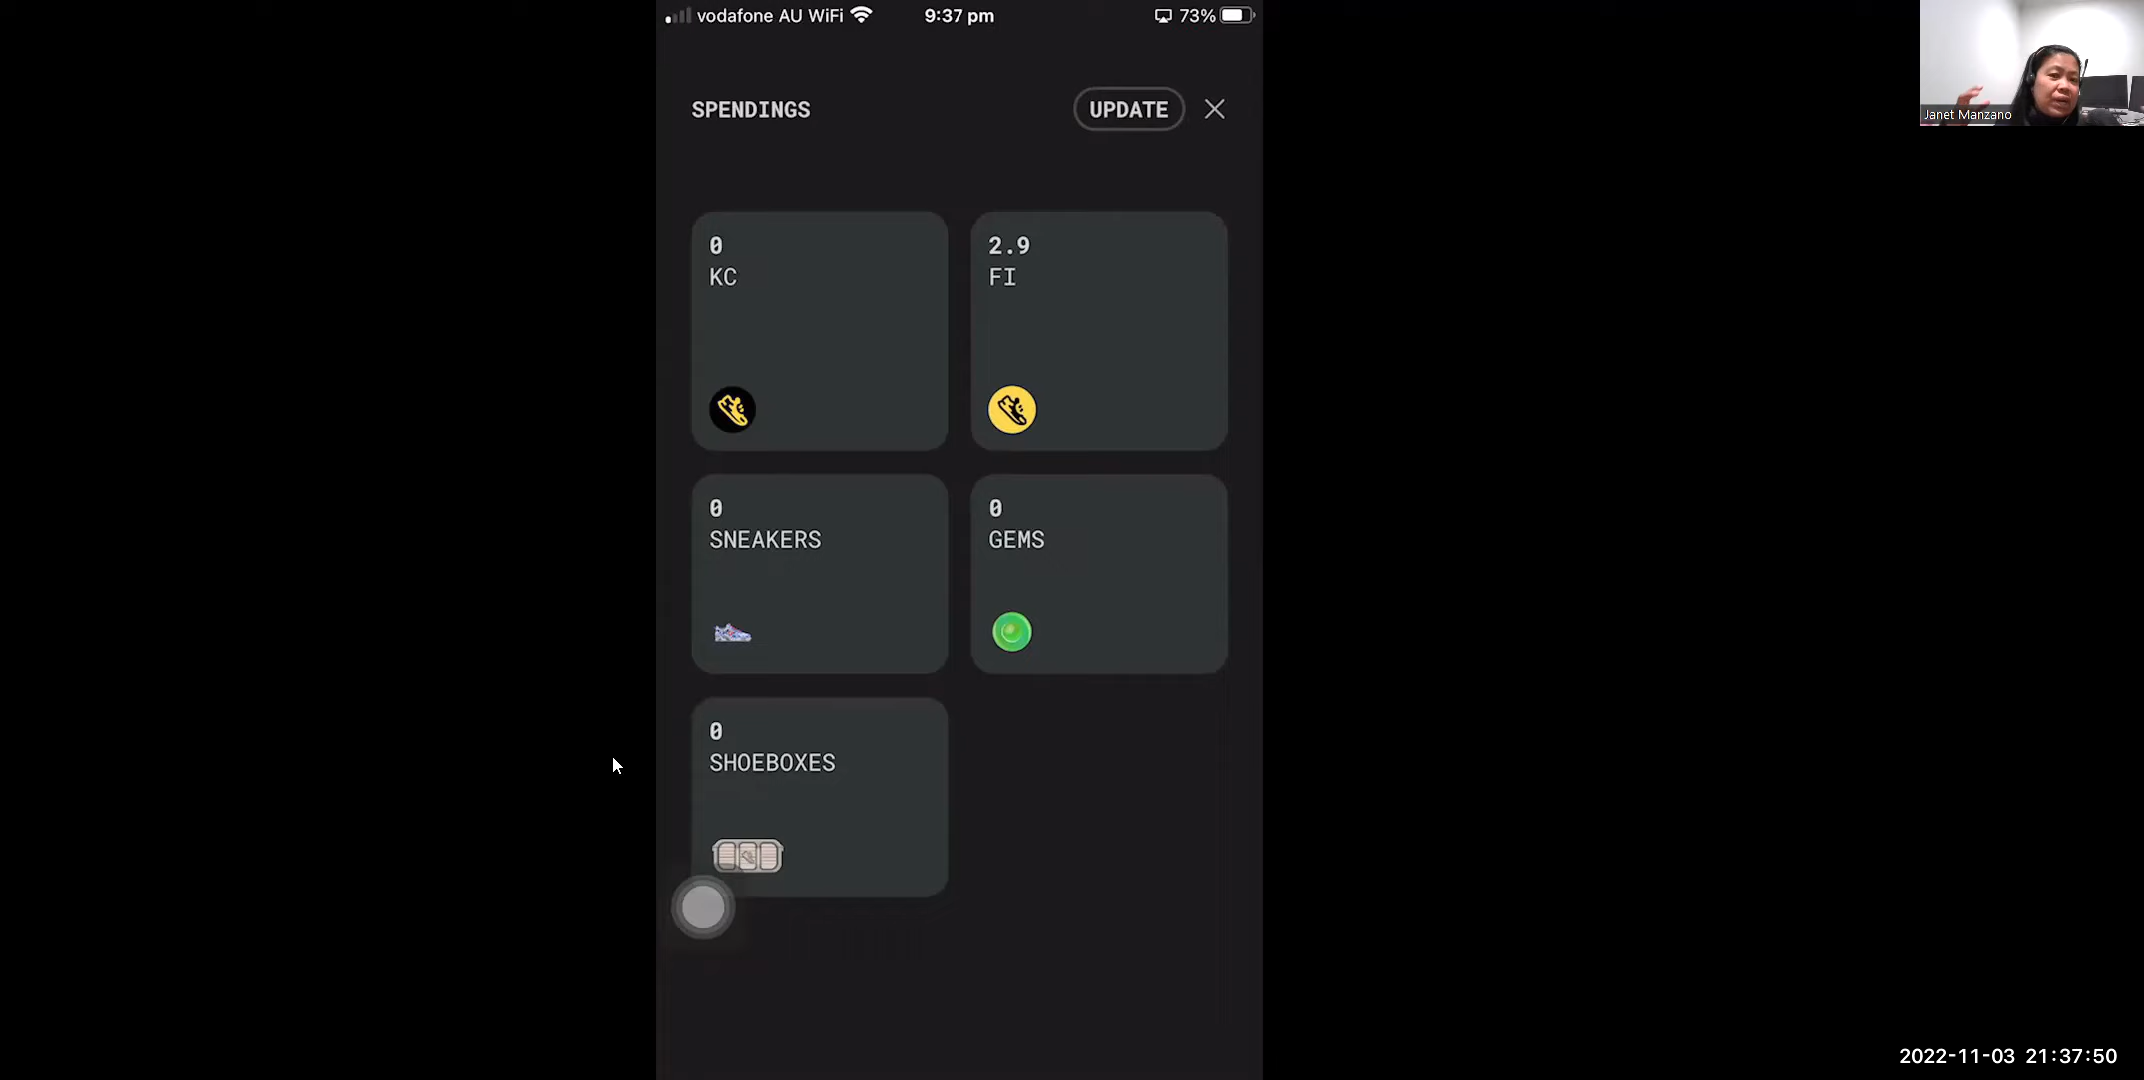 vodafone AU WiFi 9:37 pm 73%
Janet Manzano
SPENDINGS UPDATE
0
KC
2.9
FI
0
SNEAKERS
0
GEMS
0
SHOEBOXES
2022-11-03 21:37:50